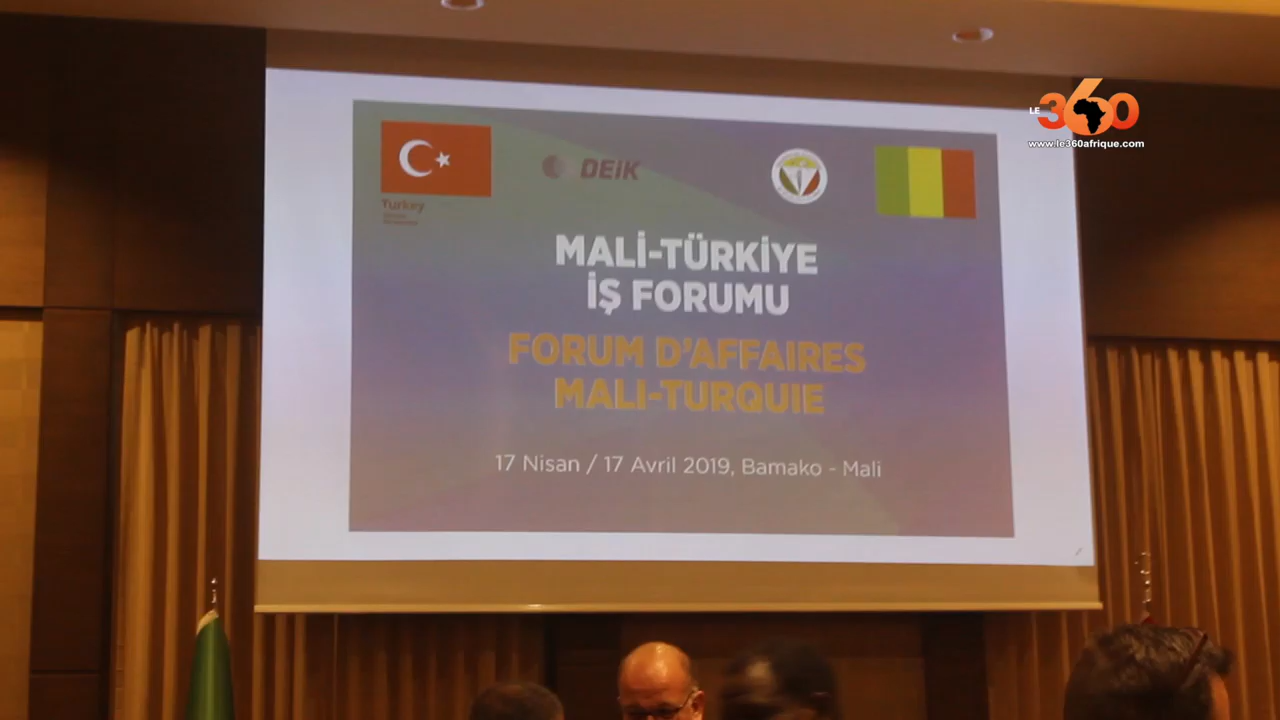 LE 360
www.le360afrique.com
Turkey
DEİK
MALİ-TÜRKİYE
İŞ FORUMU
FORUM D'AFFAIRES
MALI-TURQUIE
17 Nisan / 17 Avril 2019, Bamako - Mali